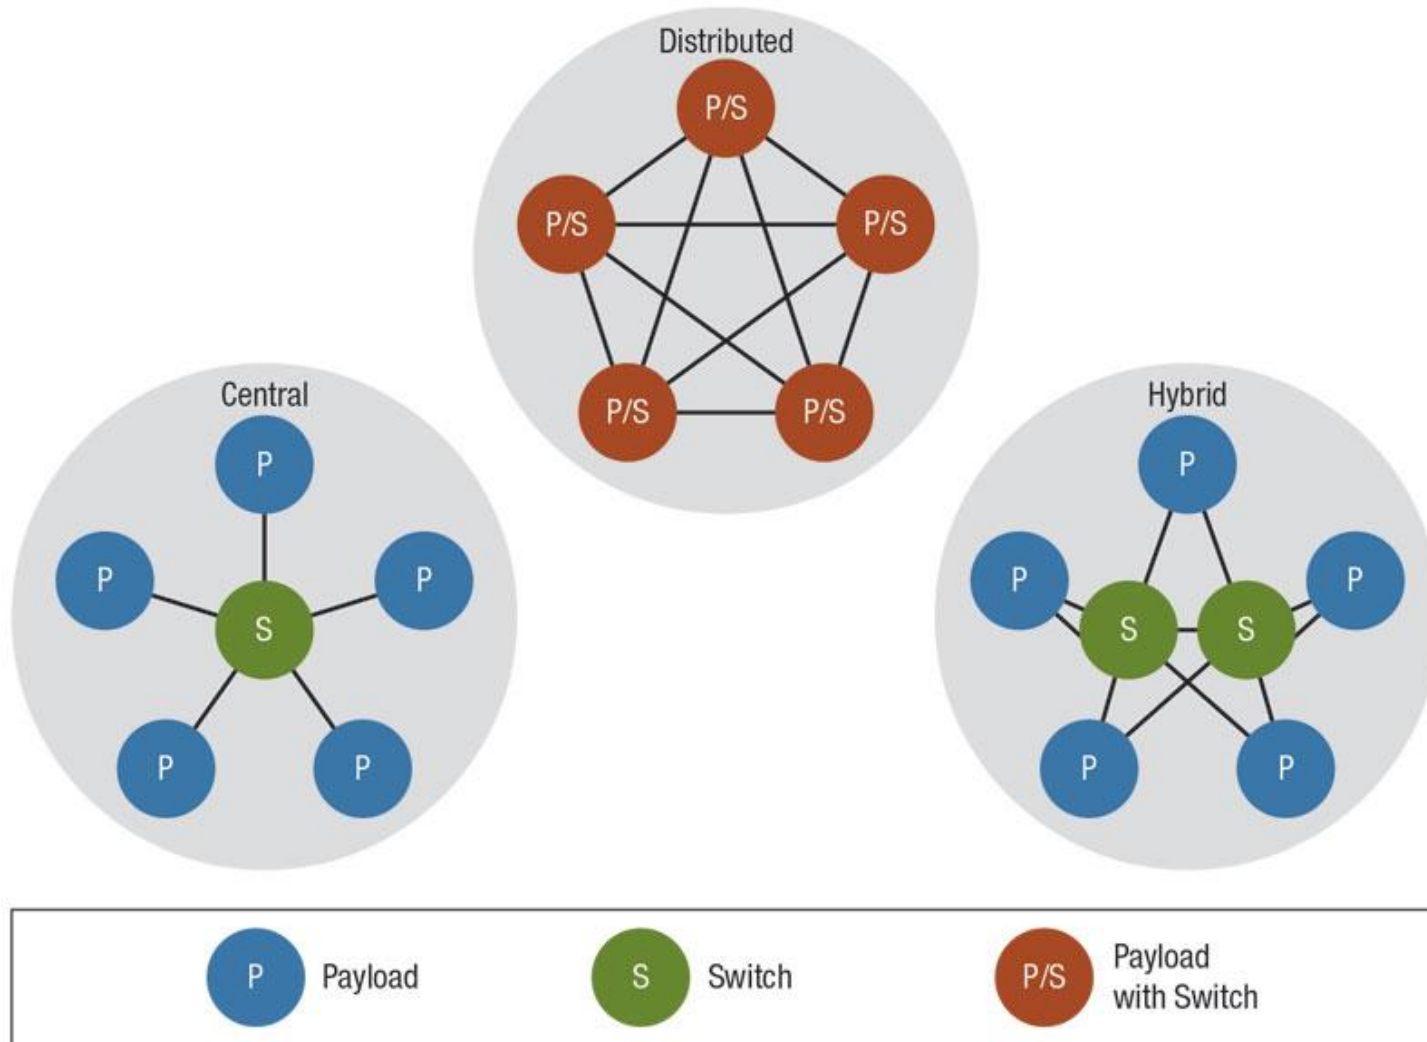 Distributed
P/S
P/S
P/S
P/S
P/S
Central
P
P
P
S
P
P
Hybrid
P
P
P
S
S
P
P
P
Payload
S
Switch
P/S
Payload
with Switch